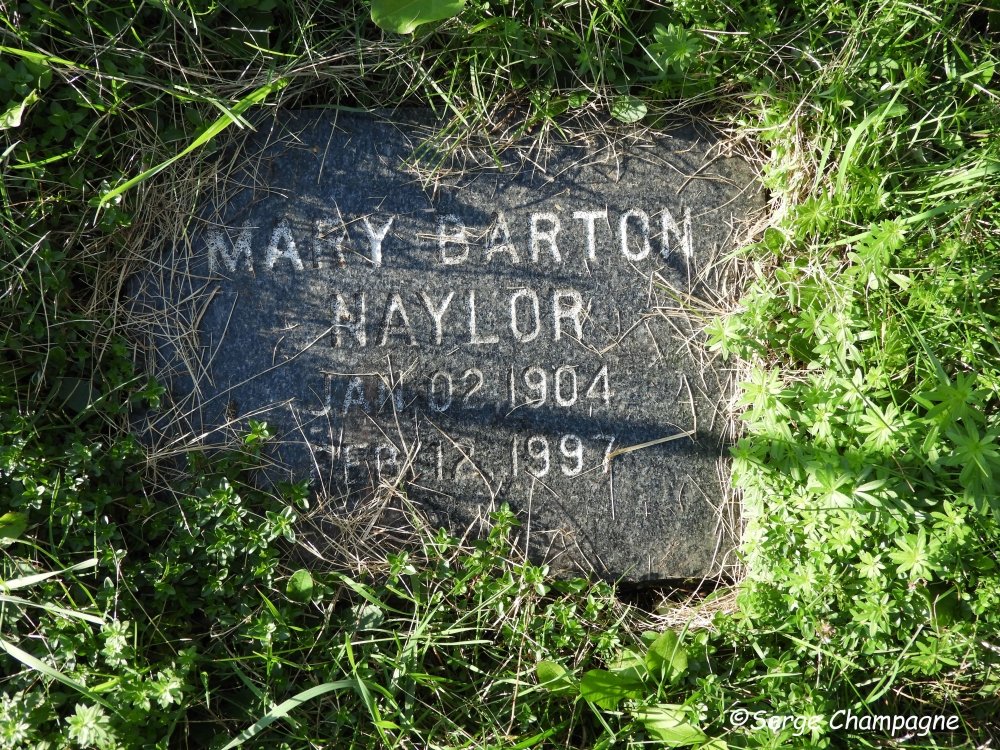 MARY BARTON
NAYLOR
JAN 02 1904
FEB 12, 1997
©Serge Champagne